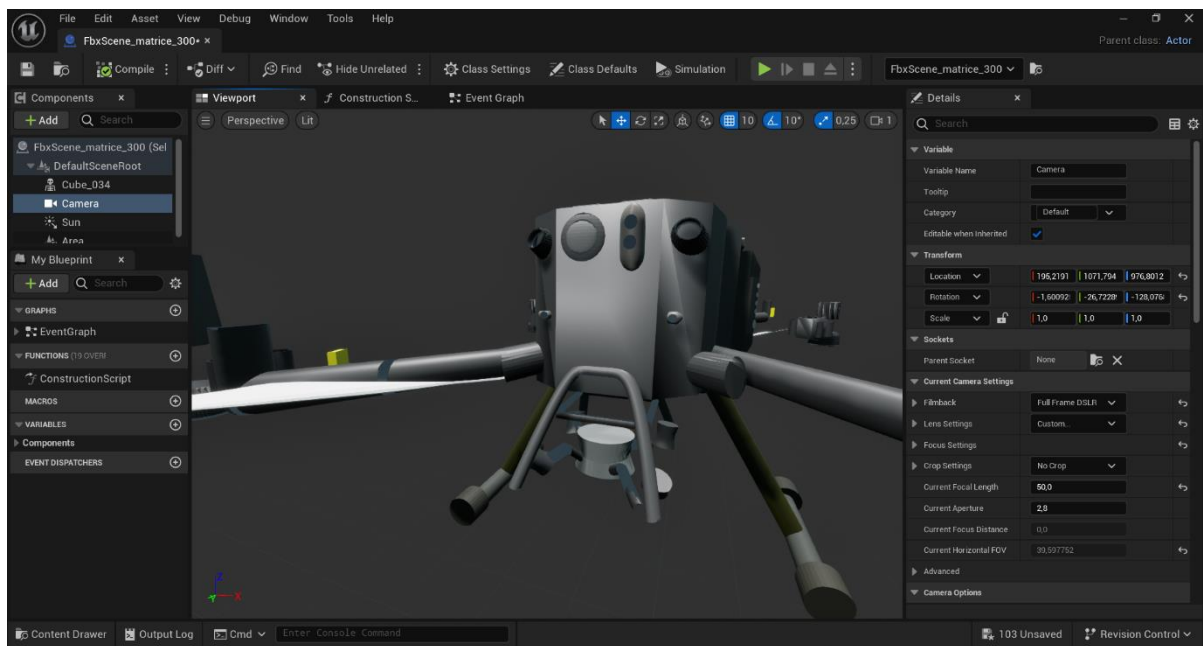 File Edit Asset View Debug Window Tools Help
FbxScene_matrice_300• ×
Parent class: Actor
Compile Diff Find Hide Unrelated Class Settings Class Defaults Simulation FbxScene_matrice_300
Components ×
+ Add Search
FbxScene_matrice_300 (Sel
DefaultSceneRoot
Cube_034
Camera
Sun
Area
My Blueprint ×
+ Add Search
GRAPHS
EventGraph
FUNCTIONS (19 OVERI
ConstructionScript
MACROS
VARIABLES
Components
EVENT DISPATCHERS
Viewport × Construction S... Event Graph
Perspective Lit 10 10° 0,25 1
Z
X
Details ×
Search
Variable
Variable Name Camera
Tooltip
Category Default
Editable when Inherited
Transform
Location 195,2191 1071,794 976,8012
Rotation
Scale 1,0 1,0 1,0
Sockets
Parent Socket None
Current Camera Settings
Filmback Full Frame DSLR
Lens Settings Custom...
Focus Settings
Crop Settings No Crop
Current Focal Length 50,0
Current Aperture 2,8
Current Focus Distance 0,0
Current Horizontal FOV 39,597752
Advanced
Camera Options
Content Drawer Output Log Cmd Enter Console Command 103 Unsaved Revision Control